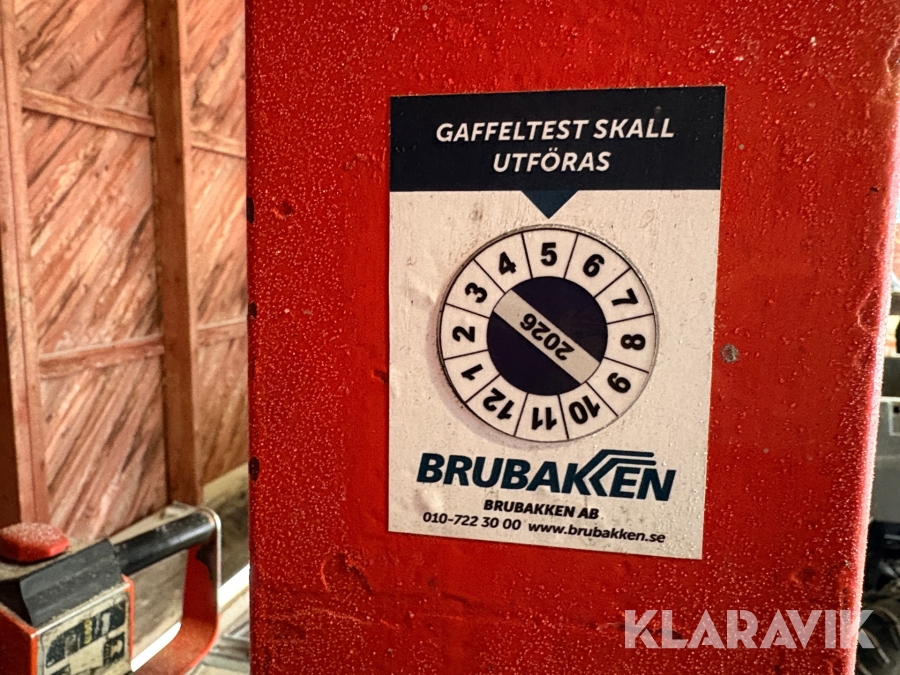 GAFFELTEST SKALL
UTFÖRAS
1 2 3 4 5 6 7 8 9 10 11 12
2026
BRUBAKKEN
BRUBAKKEN AB
010-722 30 00 www.brubakken.se
KLARAVIK